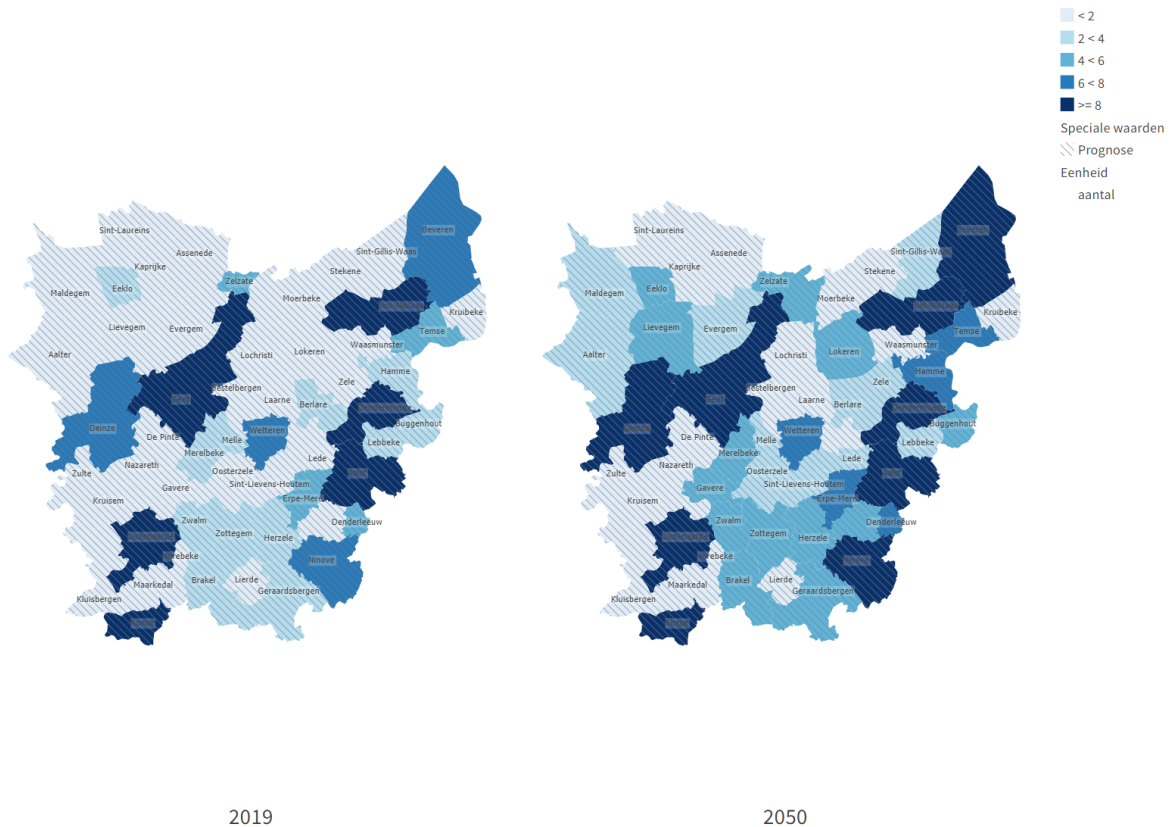 < 2
2 < 4
4 < 6
6 < 8
>= 8
Speciale waarden
Prognose
Eenheid
aantal
Sint-Laureins
Assenede
Kaprijke
Maldegem
Eeklo
Zelzate
Beveren
Sint-Gillis-Waas
Stekene
Moerbeke
Kruibeke
Lievegem
Evergem
Temse
Aalter
Lochristi
Lokeren
Waasmunster
Hamme
Zele
Destelbergen
Laarne
Berlare
Buggenhout
Deinze
De Pinte
Melle
Wetteren
Lebbeke
Merelbeke
Lede
Nazareth
Zulte
Oosterzele
Gavere
Sint-Lievens-Houtem
Erpe-Mere
Kruisem
Zwalm
Zottegem
Herzele
Denderleeuw
rebeke
Ninove
Maarkedal
Brakel
Lierde
Geraardsbergen
Kluisbergen
2019
Sint-Laureins
Assenede
Kaprijke
Maldegem
Eeklo
Zelzate
Sint-Gillis-Waas
Stekene
Moerbeke
Kruibeke
Lievegem
Evergem
Temse
Aalter
Lochristi
Lokeren
Waasmunster
Hamme
Zele
Destelbergen
Laarne
Berlare
Buggenhout
De Pinte
Melle
Wetteren
Lebbeke
Merelbeke
Lede
Nazareth
Zulte
Oosterzele
Gavere
Sint-Lievens-Houtem
Erpe-Mere
Kruisem
Zwalm
Zottegem
Herzele
Denderleeuw
rebeke
Maarkedal
Brakel
Lierde
Geraardsbergen
Kluisbergen
2050